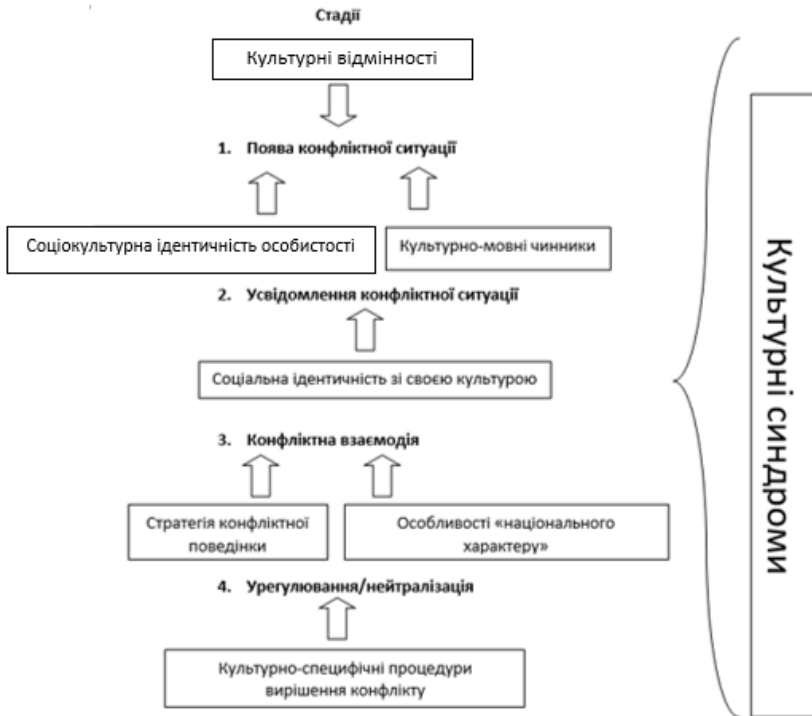 Стадії
Культурні відмінності
1. Поява конфліктної ситуації
Соціокультурна ідентичність особистості
Культурно-мовні чинники
2. Усвідомлення конфліктної ситуації
Соціальна ідентичність зі своєю культурою
3. Конфліктна взаємодія
Стратегія конфліктної
поведінки
Особливості «національного
характеру»
4. Урегулювання/нейтралізація
Культурно-специфічні процедури
вирішення конфлікту
Культурні синдроми